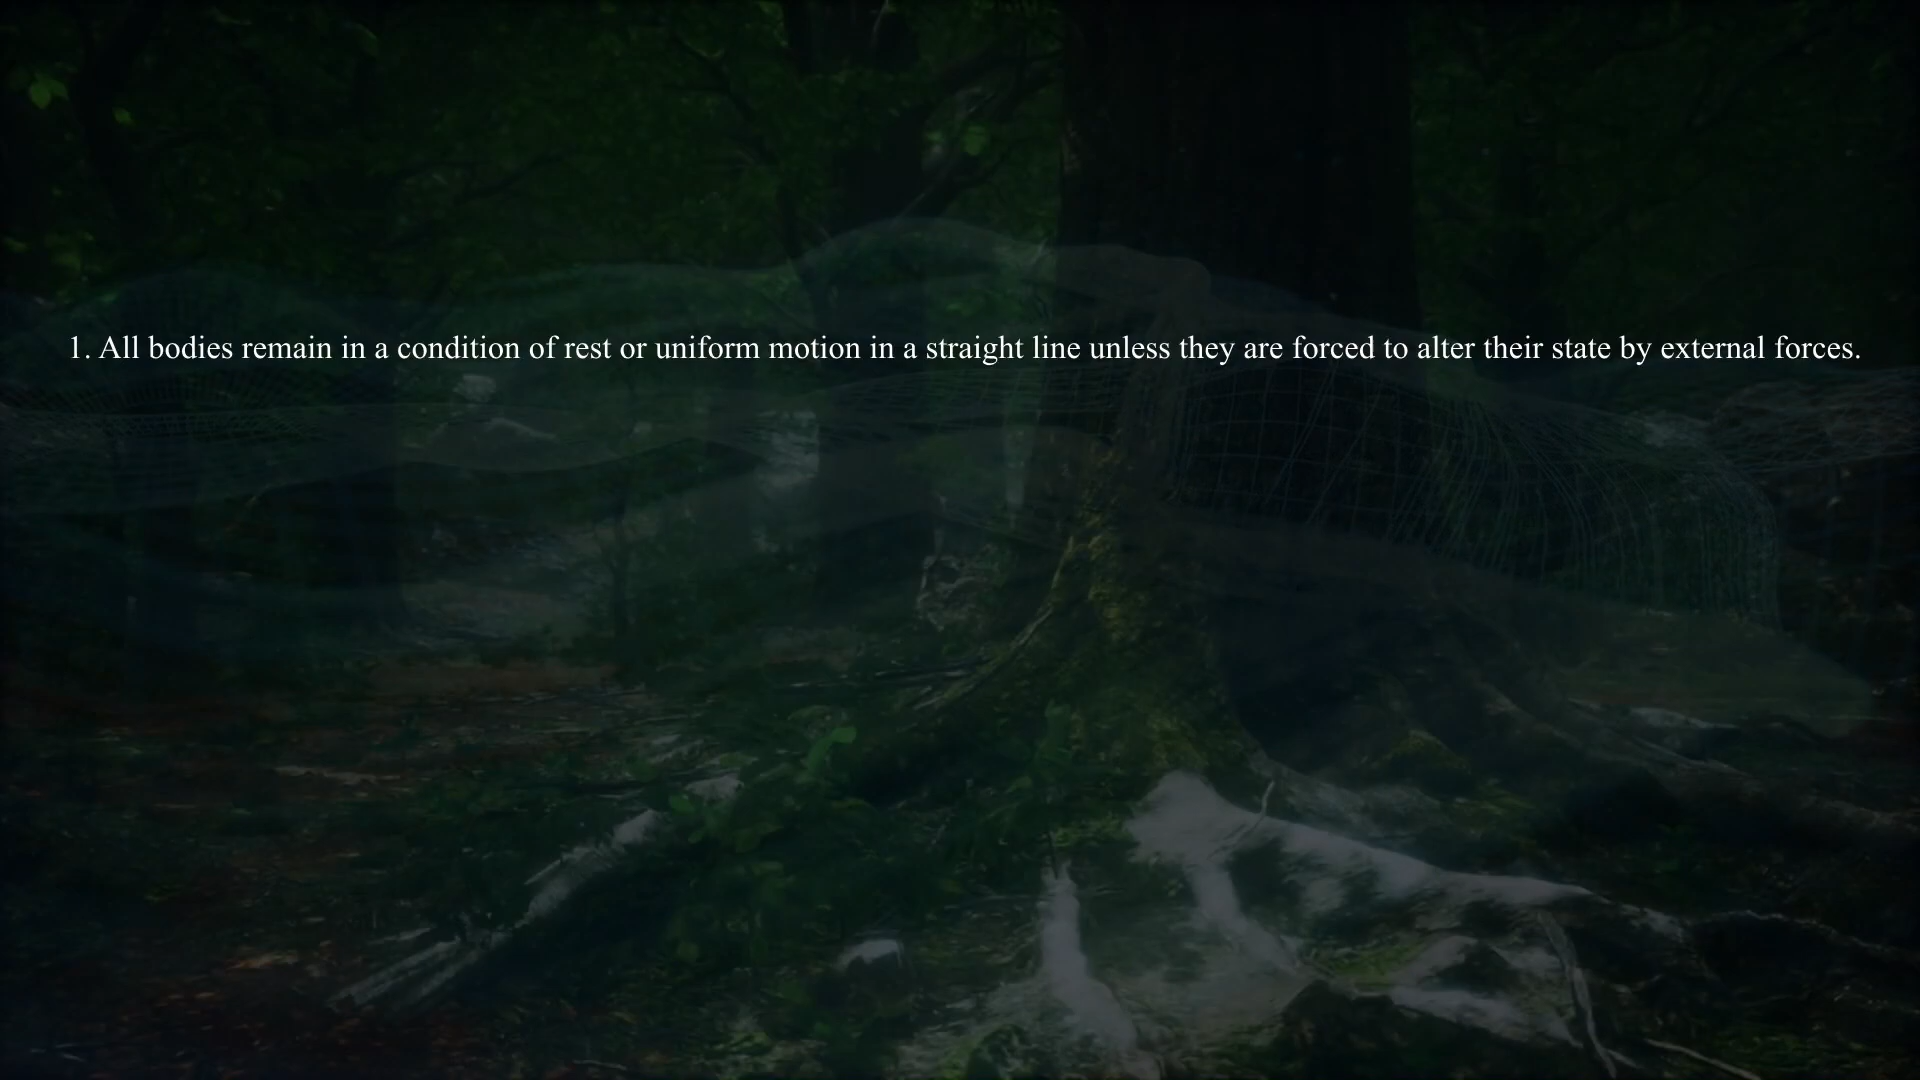 1. All bodies remain in a condition of rest or uniform motion in a straight line unless they are forced to alter their state by external forces.